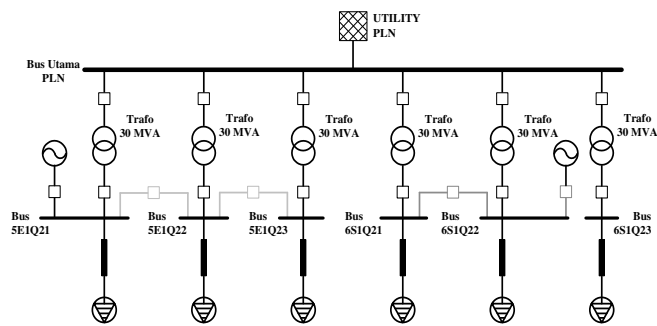 UTILITY
PLN
Bus Utama
PLN
Trafo
30 MVA
Trafo
30 MVA
Trafo
30 MVA
Trafo
30 MVA
Trafo
30 MVA
Trafo
30 MVA
Bus
5E1Q21
Bus
5E1Q22
Bus
5E1Q23
Bus
6S1Q21
Bus
6S1Q22
Bus
6S1Q23